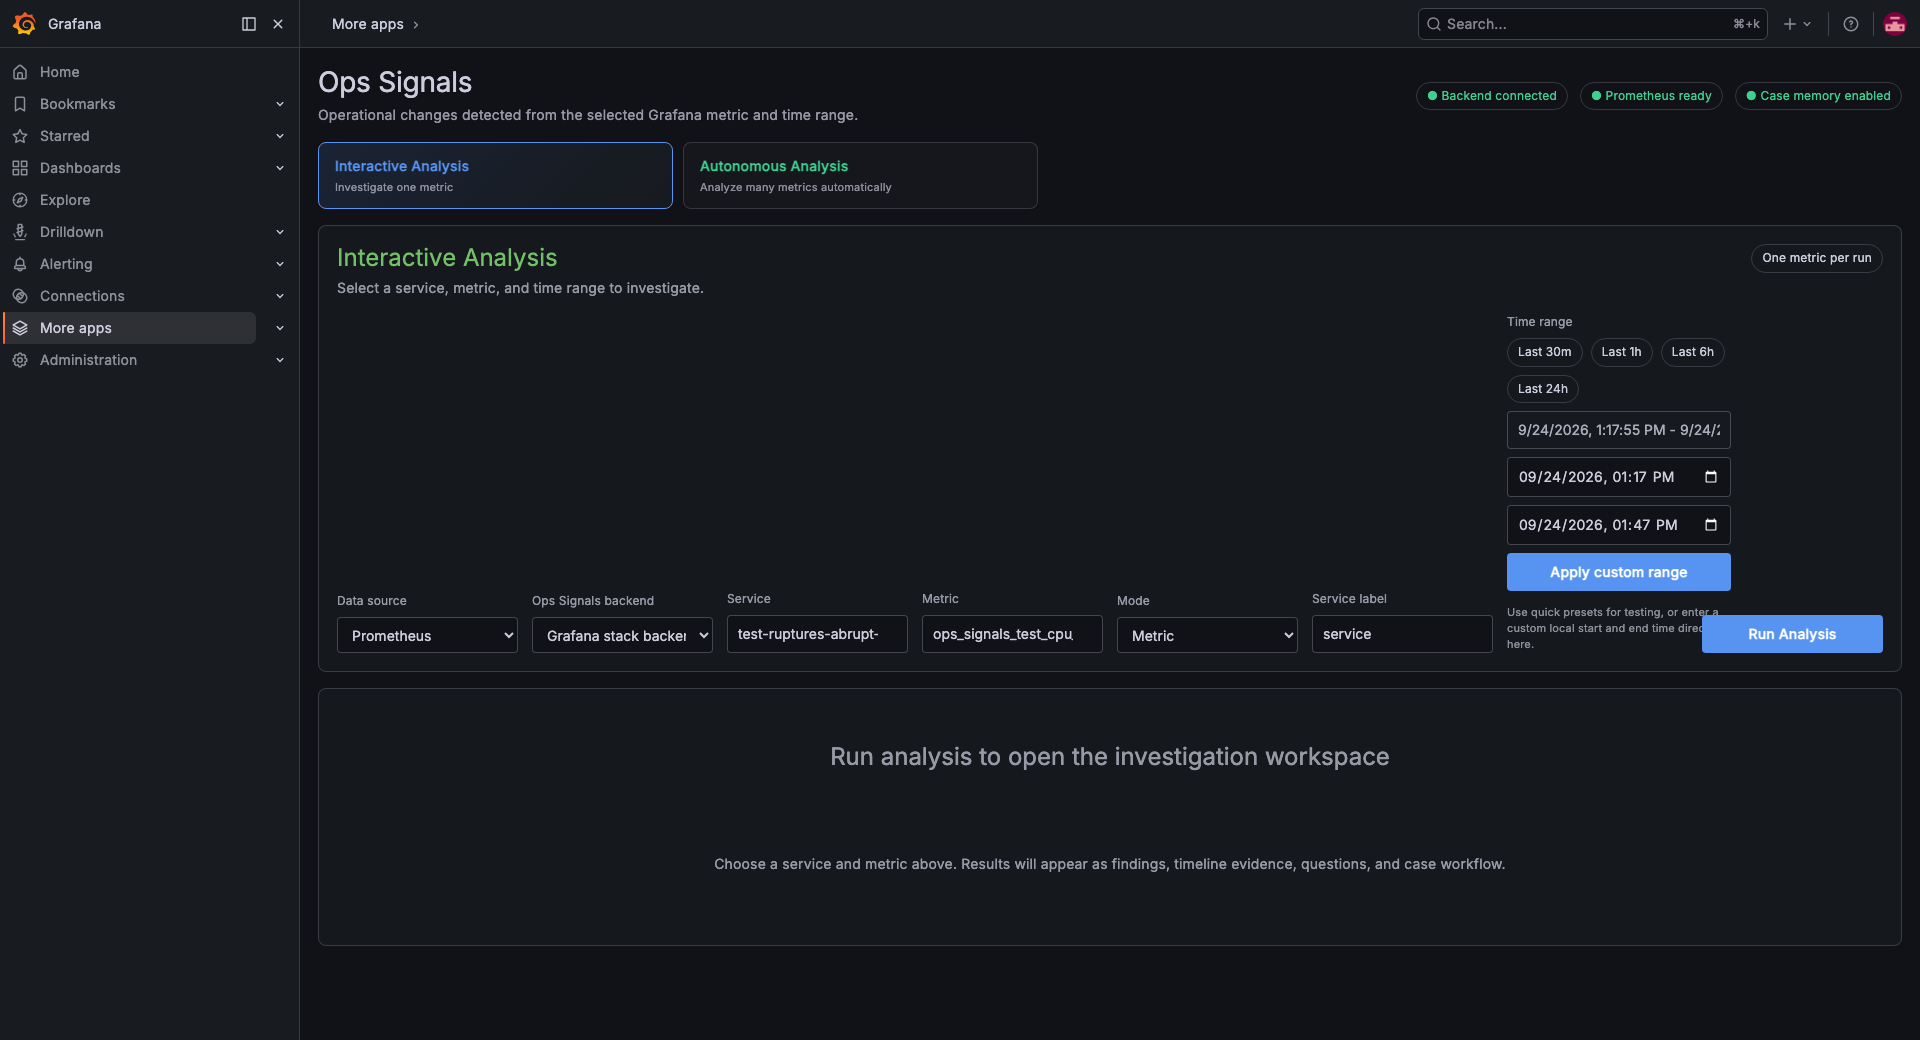 Grafana
More apps
Search...
⌘+k
Home
Bookmarks
Starred
Dashboards
Explore
Drilldown
Alerting
Connections
More apps
Administration
Ops Signals
Operational changes detected from the selected Grafana metric and time range.
Backend connected
Prometheus ready
Case memory enabled
Interactive Analysis
Investigate one metric
Autonomous Analysis
Analyze many metrics automatically
Interactive Analysis
Select a service, metric, and time range to investigate.
One metric per run
Time range
Last 30m
Last 1h
Last 6h
Last 24h
9/24/2026, 1:17:55 PM - 9/24/2
09/24/2026, 01:17 PM
09/24/2026, 01:47 PM
Apply custom range
Use quick presets for testing, or enter a
custom local start and end time
here.
Data source
Prometheus
Ops Signals backend
Grafana stack backer
Service
test-ruptures-abrupt-
Metric
ops_signals_test_cpu
Mode
Metric
Service label
service
Run Analysis
Run analysis to open the investigation workspace
Choose a service and metric above. Results will appear as findings, timeline evidence, questions, and case workflow.